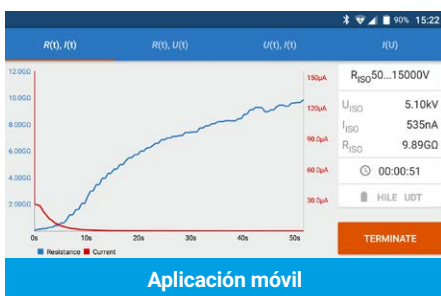 90% 15:22
R(t), I(t) R(t), U(t) U(t), I(t) I(U)
12.00GΩ 150µA
10.00GΩ 120µA
8.00GΩ
90.0µA
6.00GΩ
60.0µA
4.00GΩ
30.0µA
2.00GΩ
0s 10s 20s 30s 40s 50s
Resistance Current
RISO50...15000V
UISO 5.10kV
IISO 535nA
RISO 9.89GΩ
00:00:51
HILE UDT
TERMINATE
Aplicación móvil